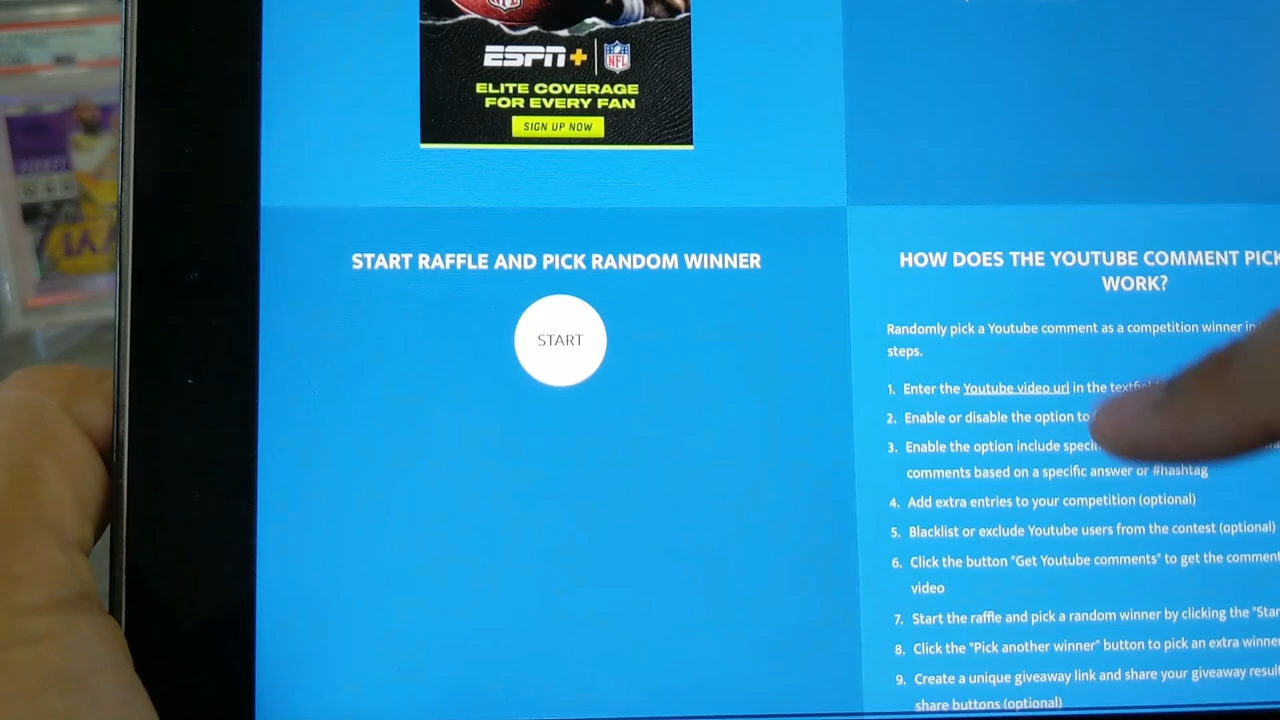 ESPN+ NFL
ELITE COVERAGE
FOR EVERY FAN
SIGN UP NOW
START RAFFLE AND PICK RANDOM WINNER
START
HOW DOES THE YOUTUBE COMMENT PICK
WORK?
Randomly pick a Youtube comment as a competition winner in
steps.
1. Enter the Youtube video url in the
2. Enable or disable the option to
3. Enable the option include
comments based on a specific answer or #hashtag
4. Add extra entries to your competition (optional)
5. Blacklist or exclude Youtube users from the contest (optional)
6. Click the button "Get Youtube comments" to get the comment
video
7. Start the raffle and pick a random winner by clicking the "Star
8. Click the "Pick another winner" button to pick an extra winne
9. Create a unique giveaway link and share your giveaway resul
share buttons (optional)